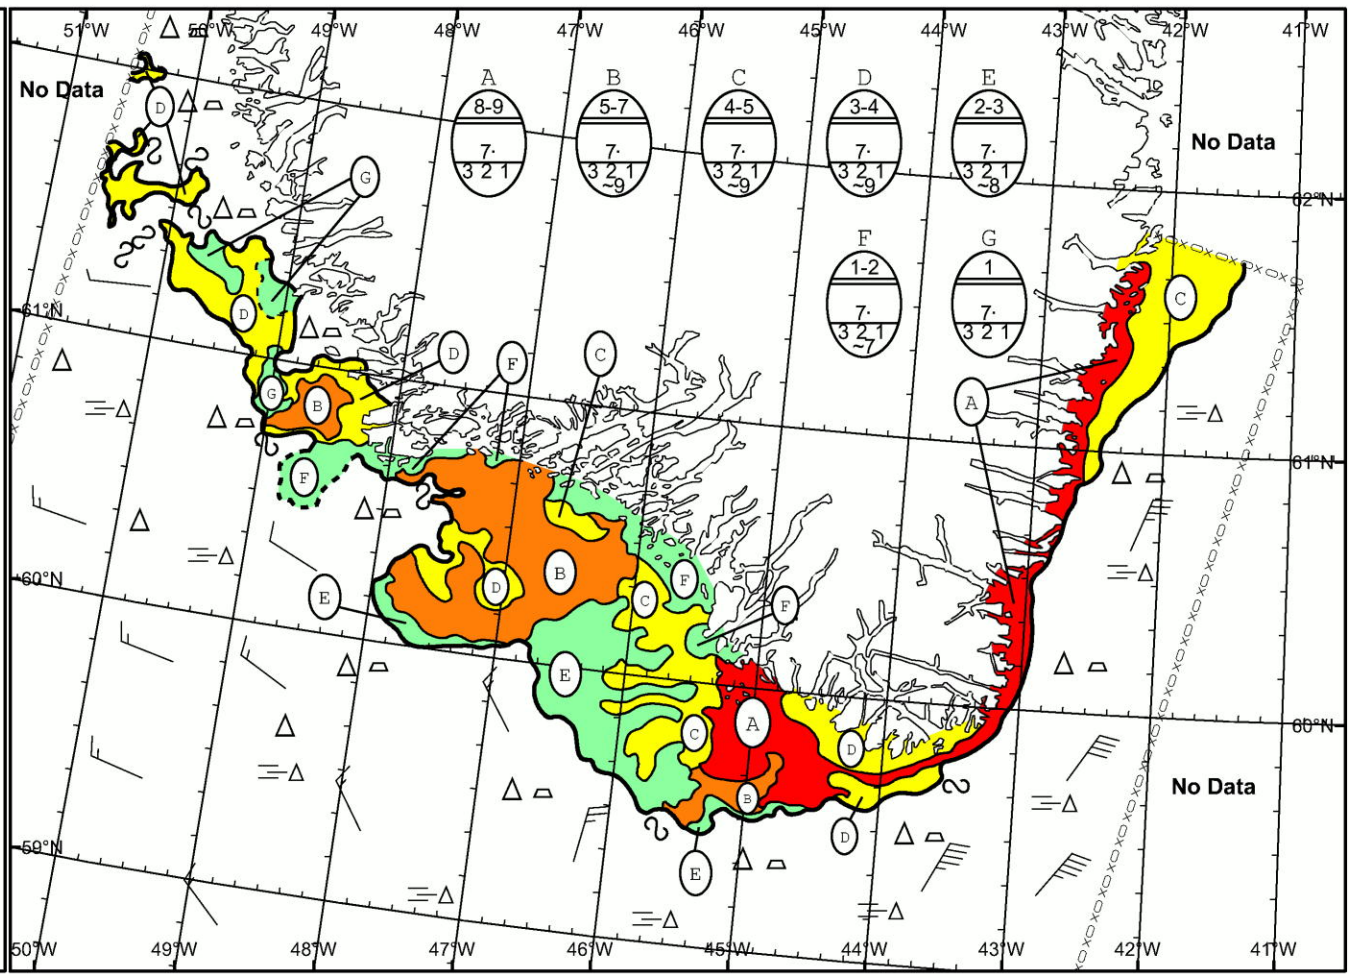 51°W 50°W 49°W 48°W 47°W 46°W 45°W 44°W 43°W 42°W 41°W
No Data
A B C D E
8-9 5-7 4-5 3-4 2-3
7· 7· 7· 7· 7·
3 2 1 3 2 1 3 2 1 3 2 1 3 2 1
~9 ~9 ~9 ~8
D
No Data
G
62°N
F G
1-2 1
7· 7·
3 2 1 3 2 1
~7
C
D
61°N
D F C
G B
A
F
61°N
60°N
D B
E C F F
E
C A D
60°N
B
No Data
D
59°N
E
50°W 49°W 48°W 47°W 46°W 45°W 44°W 43°W 42°W 41°W